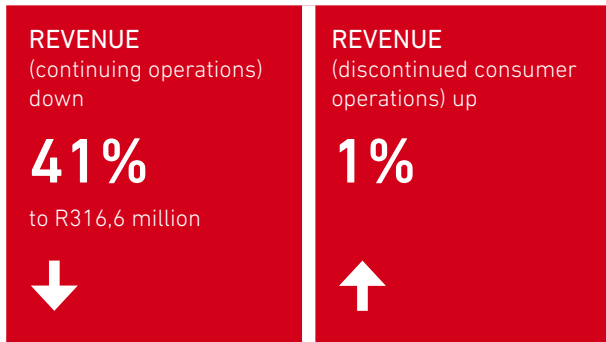 REVENUE
(continuing operations)
down
41%
to R316,6 million
REVENUE
(discontinued consumer
operations) up
1%